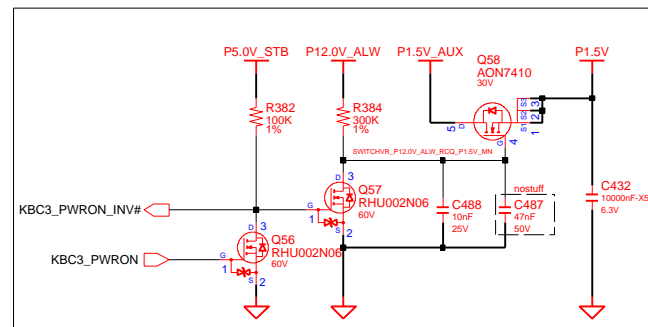 P5.0V_STB
P12.0V_ALW
P1.5V_AUX
Q58
AON7410
30V
P1.5V
R382
100K
1%
R384
300K
1%
5
D
S3
S2
S1
3
2
1
G
4
SWITCHVR_P12.0V_ALW_RCQ_P1.5V_MN
D
3
Q57
RHU002N06
60V
G
1
S
2
KBC3_PWRON_INV#
C488
10nF
25V
nostuff
C487
47nF
50V
C432
10000nF-X5
6.3V
D
3
Q56
RHU002N06
60V
KBC3_PWRON
G
1
S
2